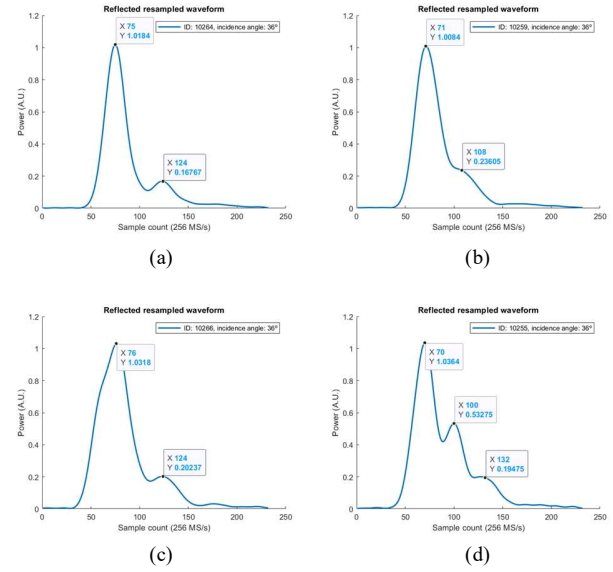 Reflected resampled waveform
ID: 10264, incidence angle: 36º
X 75
Y 1.0184
X 124
Y 0.16767
Power (A.U.)
1.2
1
0.8
0.6
0.4
0.2
0
0 50 100 150 200 250
Sample count (256 MS/s)
(a)
Reflected resampled waveform
ID: 10259, incidence angle: 36º
X 71
Y 1.0084
X 108
Y 0.23605
Power (A.U.)
1.2
1
0.8
0.6
0.4
0.2
0
0 50 100 150 200 250
Sample count (256 MS/s)
(b)
Reflected resampled waveform
ID: 10266, incidence angle: 36º
X 76
Y 1.0318
X 124
Y 0.20237
Power (A.U.)
1.2
1
0.8
0.6
0.4
0.2
0
0 50 100 150 200 250
Sample count (256 MS/s)
(c)
Reflected resampled waveform
ID: 10255, incidence angle: 36º
X 70
Y 1.0364
X 100
Y 0.53275
X 132
Y 0.19475
Power (A.U.)
1.2
1
0.8
0.6
0.4
0.2
0
0 50 100 150 200 250
Sample count (256 MS/s)
(d)